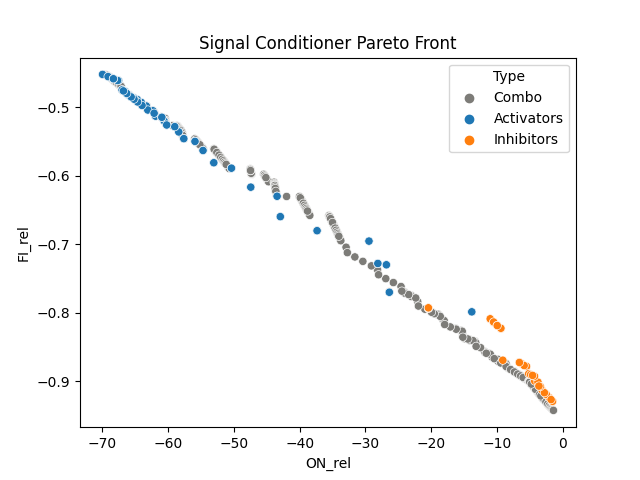 Signal Conditioner Pareto Front
Type
Combo
Activators
Inhibitors
FI_rel
−0.5
−0.6
−0.7
−0.8
−0.9
−70
−60
−50
−40
−30
−20
−10
0
ON_rel